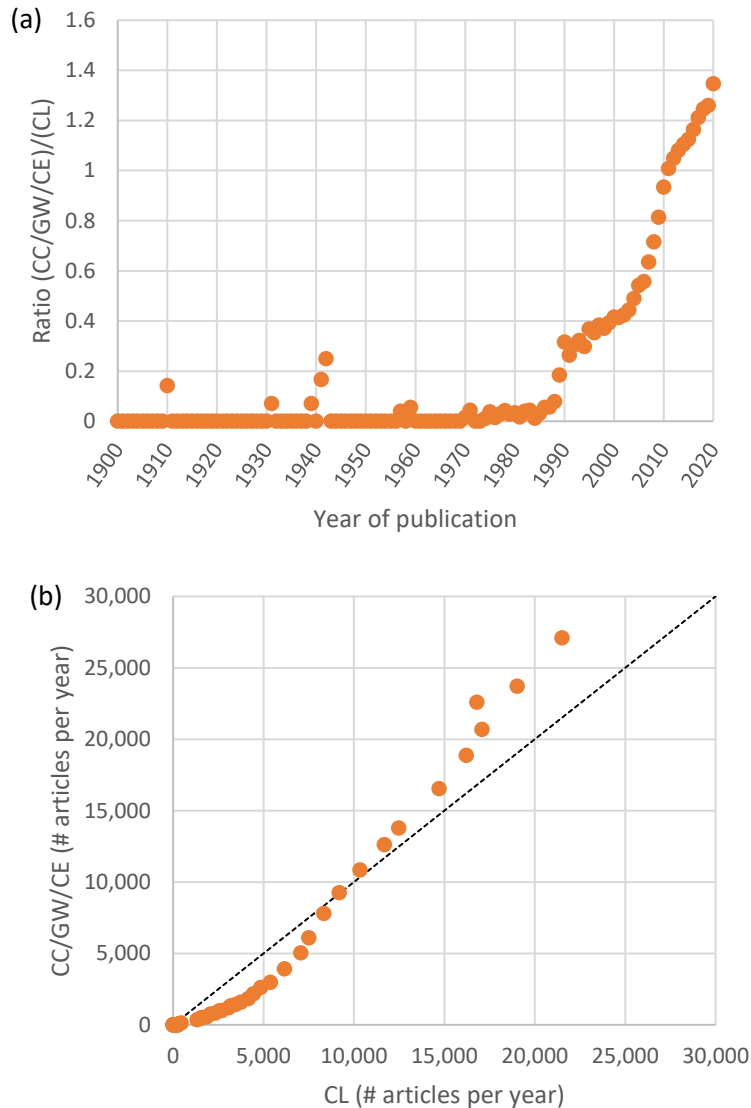 (a)
Ratio (CC/GW/CE)/(CL)
1.6
1.4
1.2
1
0.8
0.6
0.4
0.2
0
1900 1910 1920 1930 1940 1950 1960 1970 1980 1990 2000 2010 2020
Year of publication
(b)
CC/GW/CE (# articles per year)
30,000
25,000
20,000
15,000
10,000
5,000
0
0 5,000 10,000 15,000 20,000 25,000 30,000
CL (# articles per year)